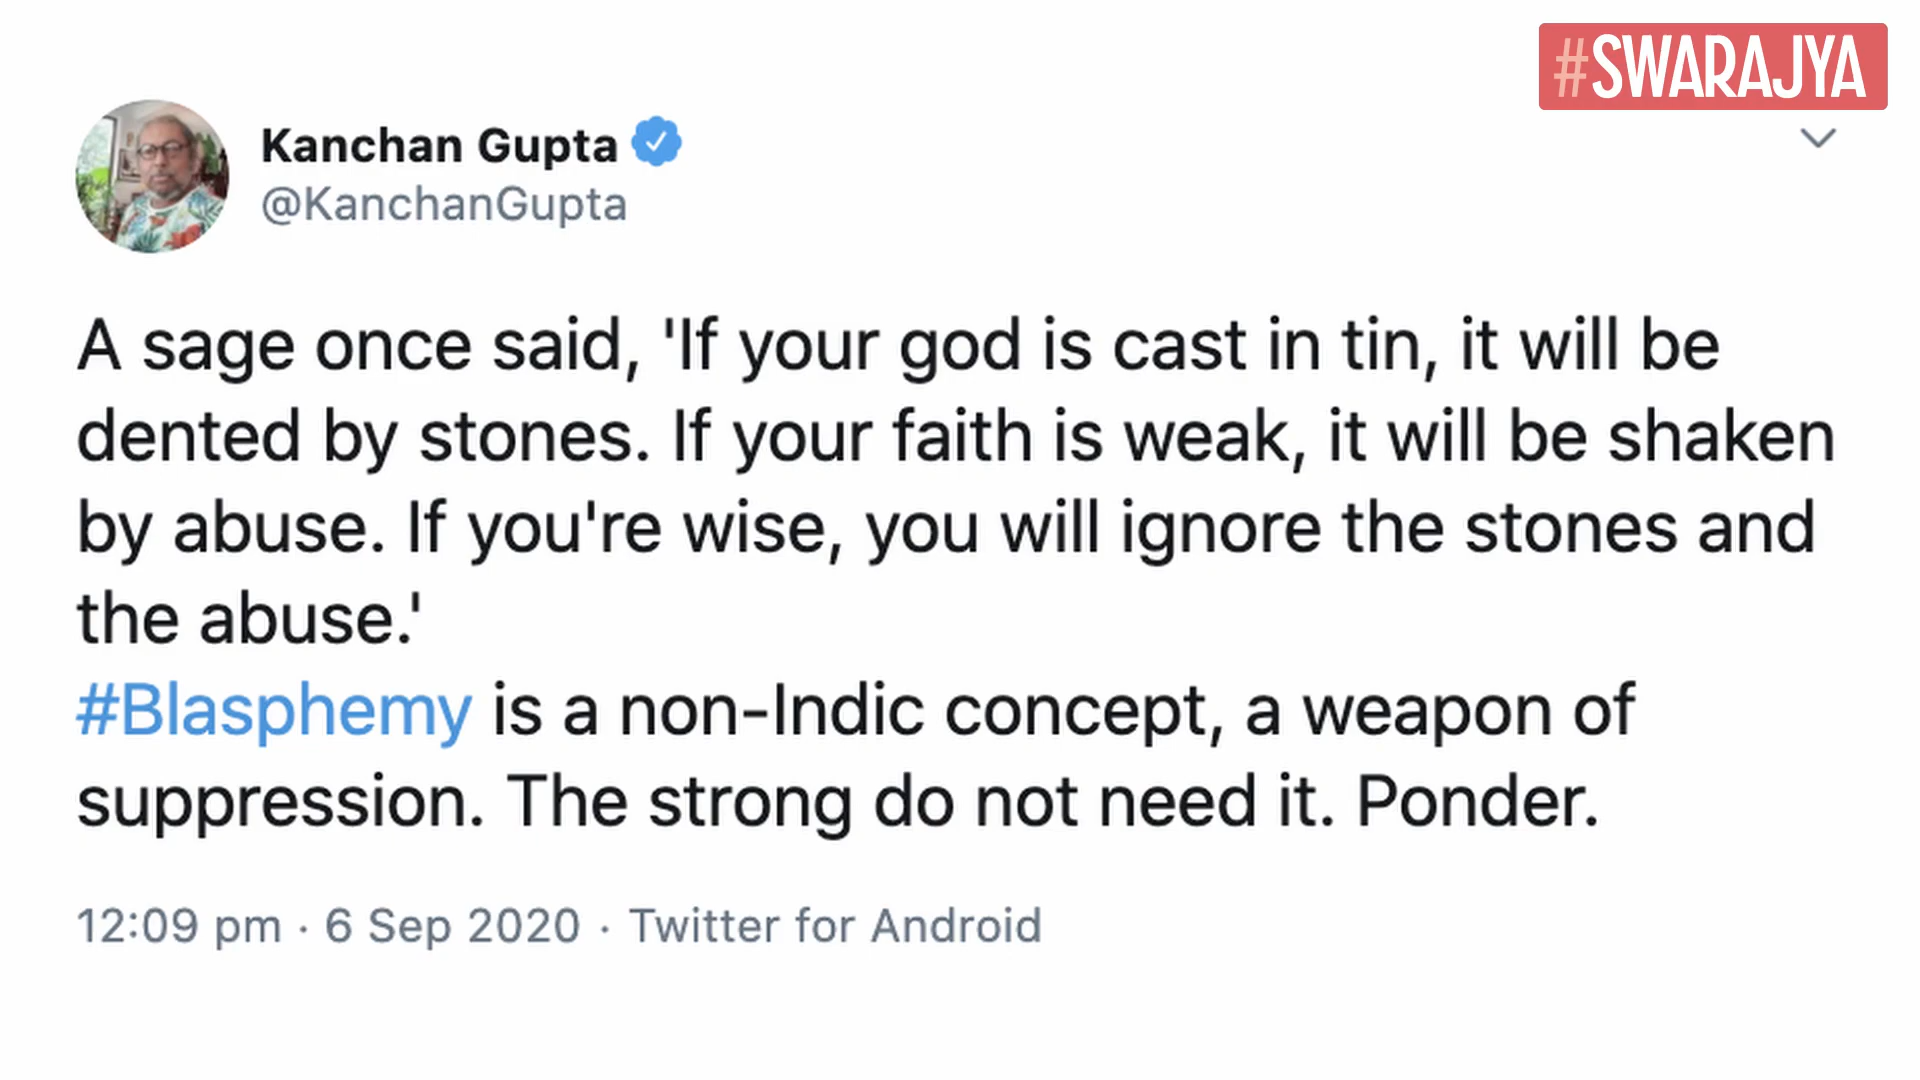 #SWARAJYA
Kanchan Gupta
@KanchanGupta
A sage once said, 'If your god is cast in tin, it will be
dented by stones. If your faith is weak, it will be shaken
by abuse. If you're wise, you will ignore the stones and
the abuse.'
#Blasphemy is a non-Indic concept, a weapon of
suppression. The strong do not need it. Ponder.
12:09 pm · 6 Sep 2020 · Twitter for Android